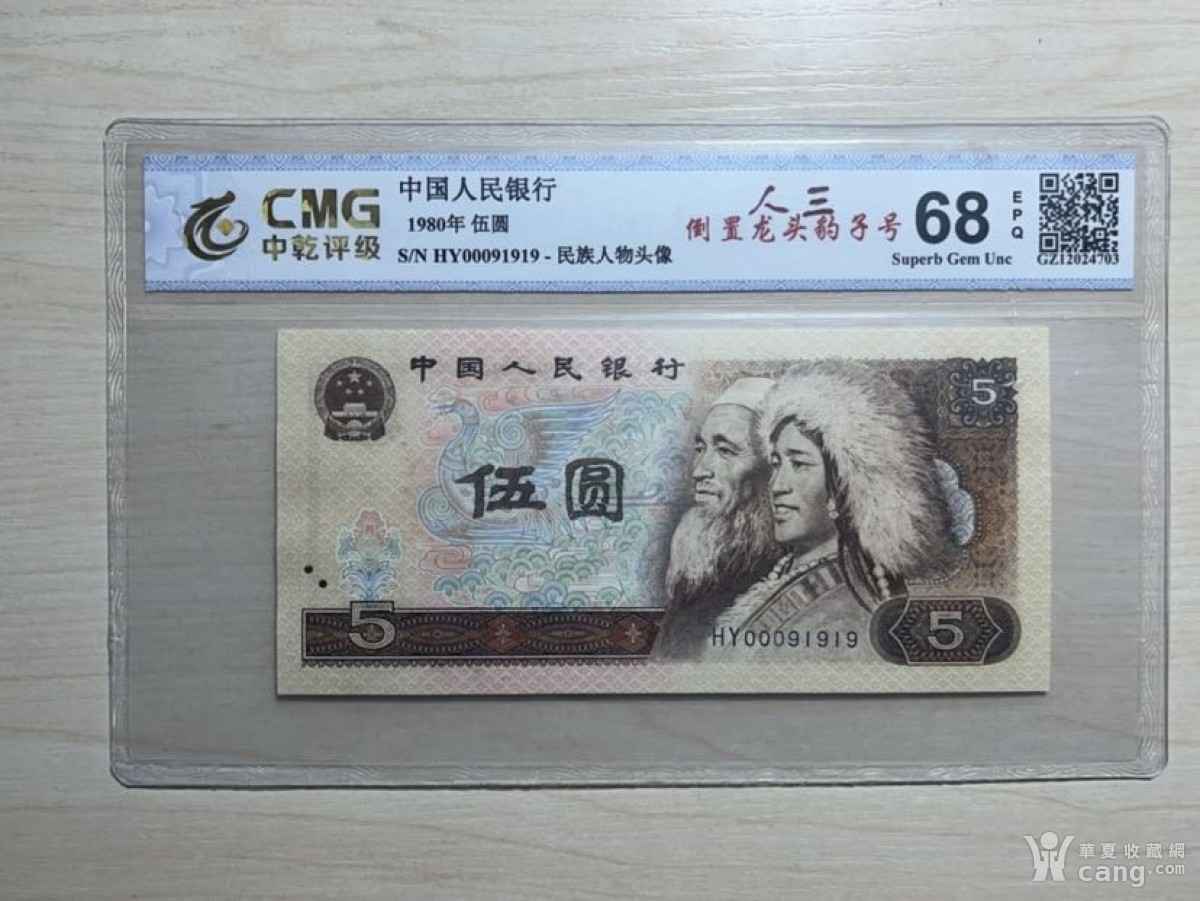 CMG
中乾评级
中国人民银行
1980年 伍圆
S/N HY00091919 - 民族人物头像
人三
倒置龙头豹子号
68
EPQ
Superb Gem Unc
GZ12024703
中国人民银行
5
伍圆
5
HY00091919
5
華夏收藏網
cang.com